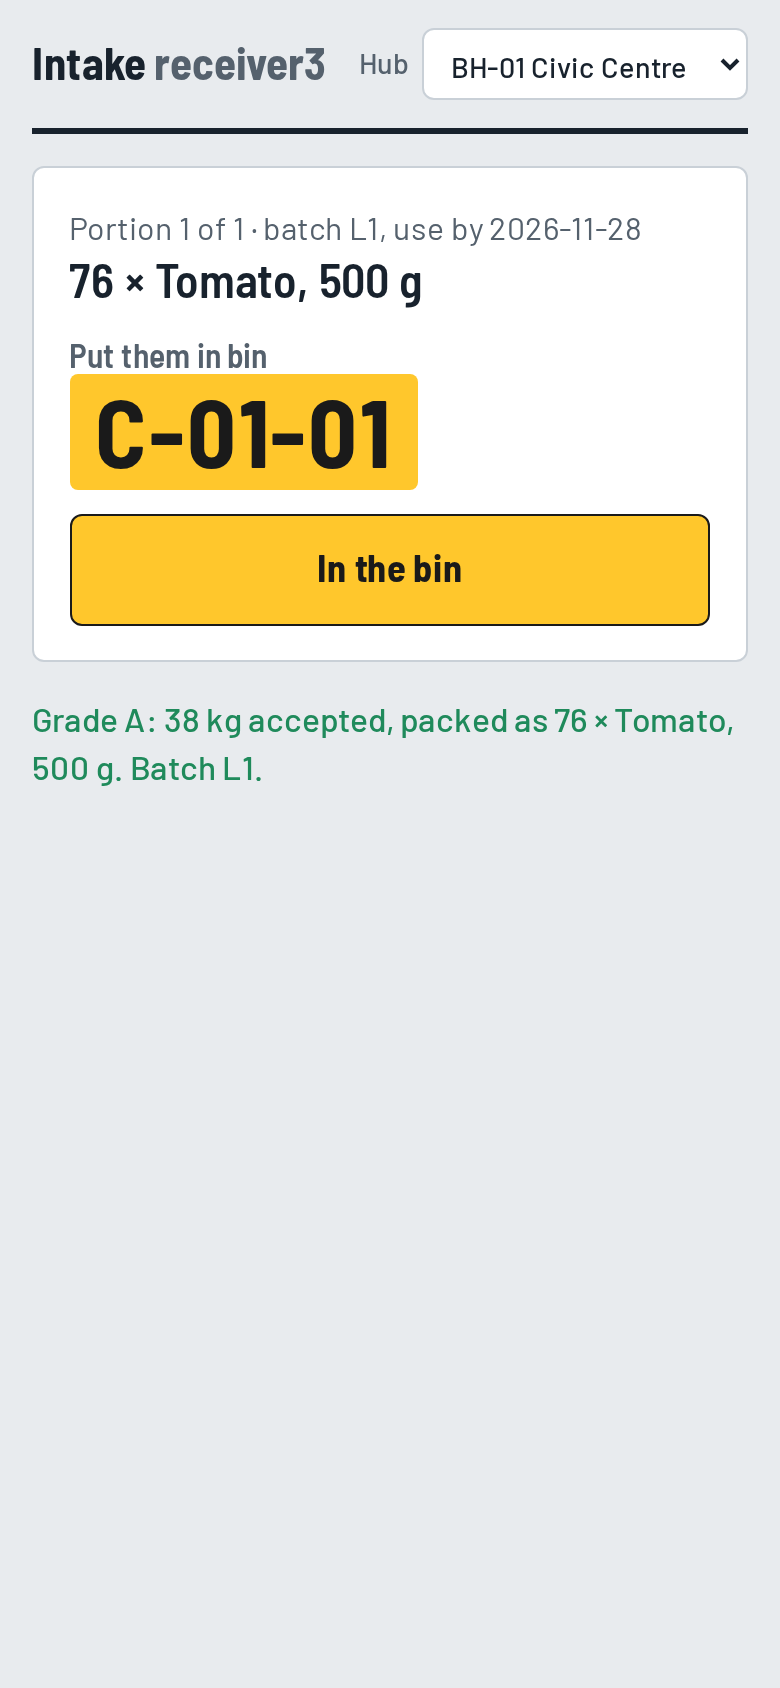 Intake receiver3 Hub BH-01 Civic Centre
Portion 1 of 1 · batch L1, use by 2026-11-28
76 × Tomato, 500 g
Put them in bin
C-01-01
In the bin
Grade A: 38 kg accepted, packed as 76 × Tomato,
500 g. Batch L1.